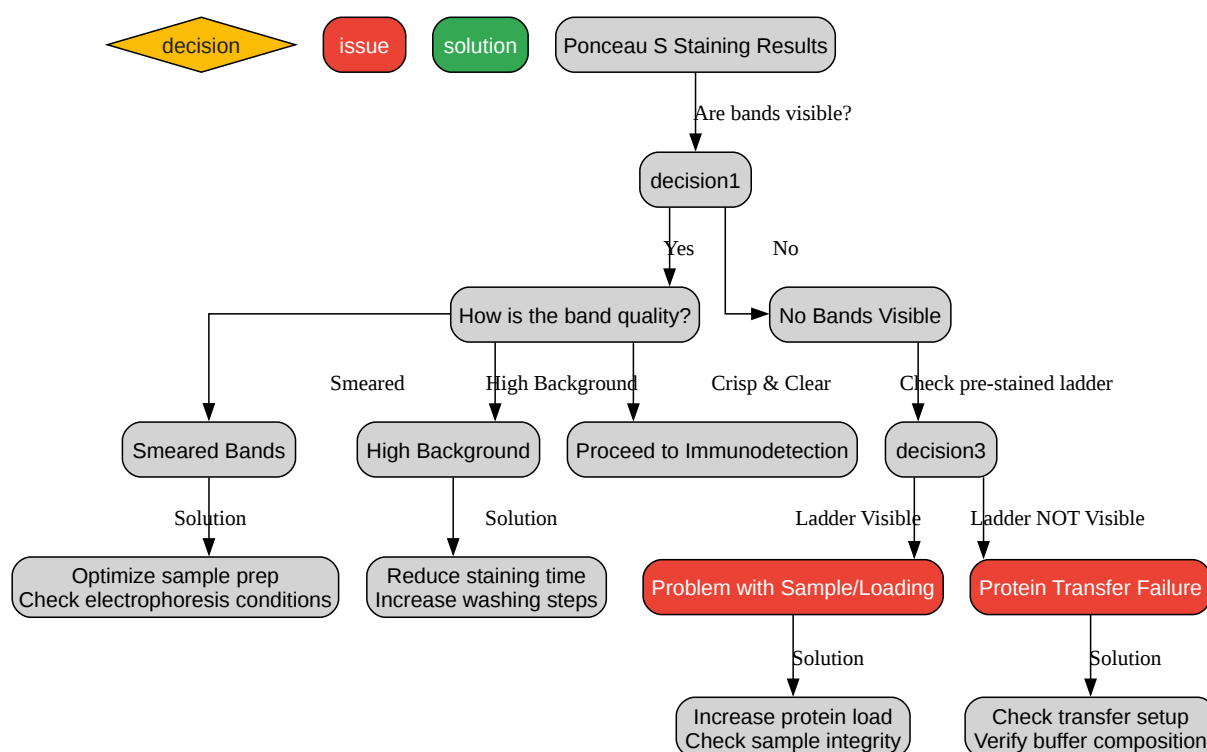 decision
issue
solution
Ponceau S Staining Results
Are bands visible?
decision1
Yes
No
How is the band quality?
No Bands Visible
Smeared
High Background
Crisp & Clear
Check pre-stained ladder
Smeared Bands
High Background
Proceed to Immunodetection
decision3
Solution
Solution
Ladder Visible
Ladder NOT Visible
Optimize sample prep
Check electrophoresis conditions
Reduce staining time
Increase washing steps
Problem with Sample/Loading
Protein Transfer Failure
Solution
Solution
Increase protein load
Check sample integrity
Check transfer setup
Verify buffer composition